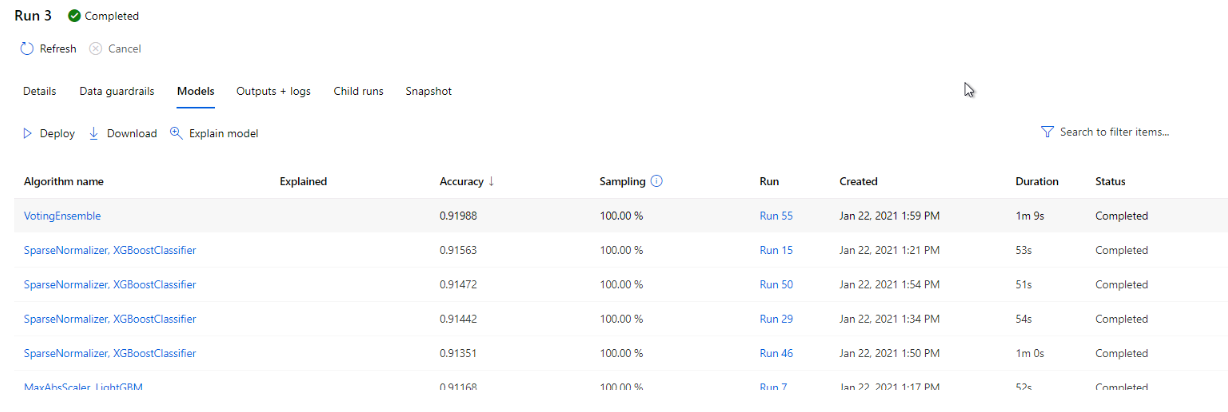 Run 3 Completed
Refresh Cancel
Details Data guardrails Models Outputs + logs Child runs Snapshot
Deploy Download Explain model Search to filter items...
Algorithm name Explained Accuracy ↓ Sampling Run Created Duration Status
VotingEnsemble 0.91988 100.00 % Run 55 Jan 22, 2021 1:59 PM 1m 9s Completed
SparseNormalizer, XGBoostClassifier 0.91563 100.00 % Run 15 Jan 22, 2021 1:21 PM 53s Completed
SparseNormalizer, XGBoostClassifier 0.91472 100.00 % Run 50 Jan 22, 2021 1:54 PM 51s Completed
SparseNormalizer, XGBoostClassifier 0.91442 100.00 % Run 29 Jan 22, 2021 1:34 PM 54s Completed
SparseNormalizer, XGBoostClassifier 0.91351 100.00 % Run 46 Jan 22, 2021 1:50 PM 1m 0s Completed
MaxAbsScaler, LightGBM 0.91168 100.00 % Run 7 Jan 22, 2021 1:17 PM 52s Completed